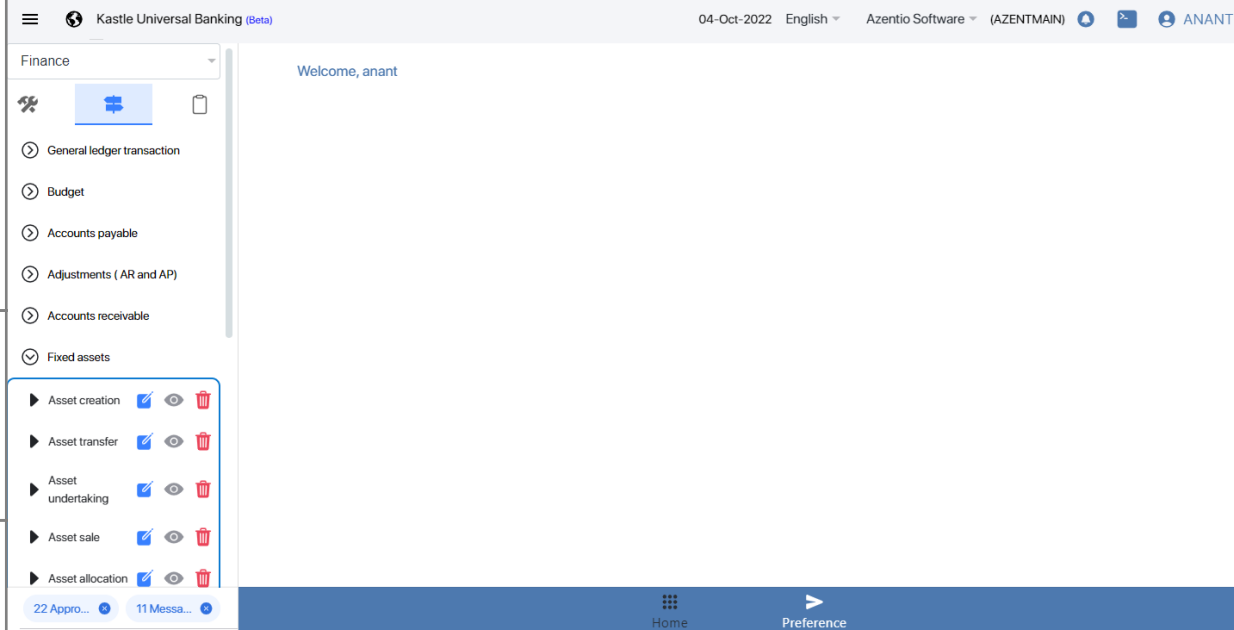 Kastle Universal Banking (Beta)
04-Oct-2022 English Azentio Software (AZENTMAIN) ANANT
Finance
Welcome, anant
General ledger transaction
Budget
Accounts payable
Adjustments ( AR and AP)
Accounts receivable
Fixed assets
Asset creation
Asset transfer
Asset
undertaking
Asset sale
Asset allocation
22 Appro... 11 Messa...
Home Preference